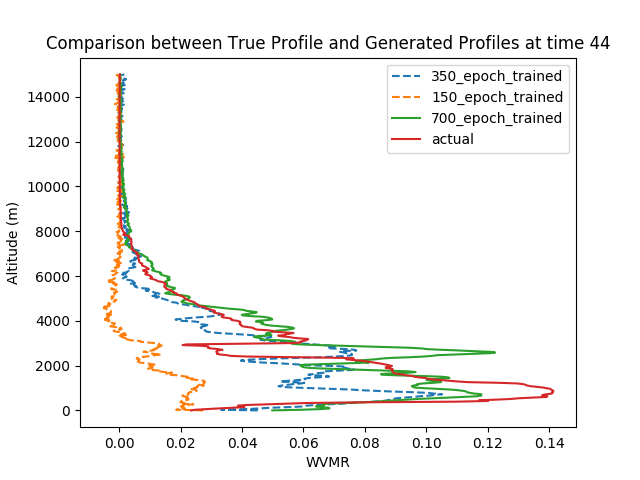 Comparison between True Profile and Generated Profiles at time 44
350_epoch_trained
150_epoch_trained
700_epoch_trained
actual
14000
12000
10000
8000
6000
4000
2000
0
Altitude (m)
0.00 0.02 0.04 0.06 0.08 0.10 0.12 0.14
WVMR